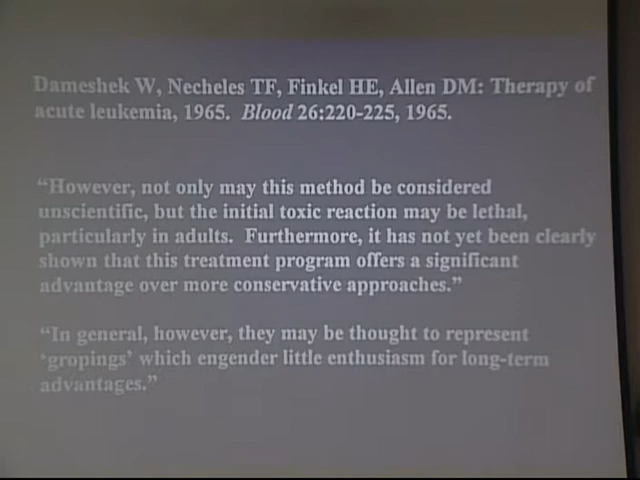 Dameshek W, Necheles TF, Finkel HE, Allen DM: Therapy of
acute leukemia, 1965.  Blood 26:220-225, 1965.
“However, not only may this method be considered
unscientific, but the initial toxic reaction may be lethal,
particularly in adults.  Furthermore, it has not yet been clearly
shown that this treatment program offers a significant
advantage over more conservative approaches.”
“In general, however, they may be thought to represent
‘gropings’ which engender little enthusiasm for long-term
advantages.”